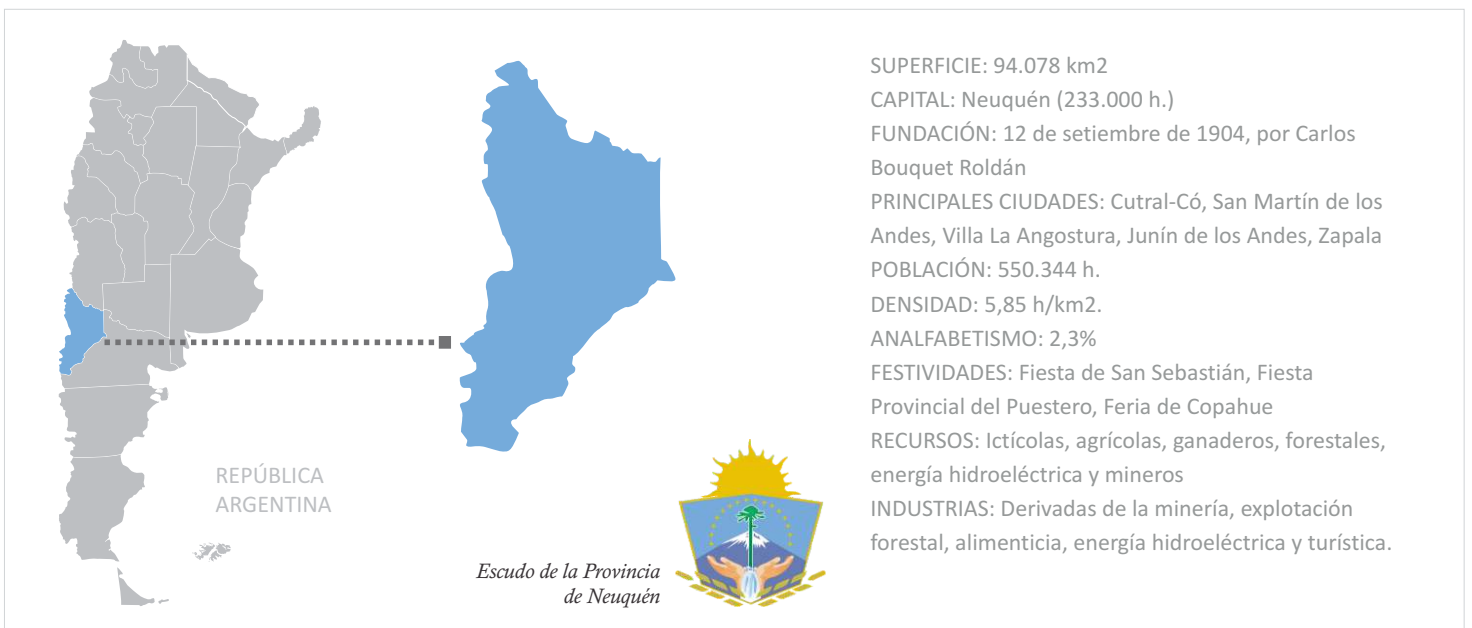 SUPERFICIE: 94.078 km2
CAPITAL: Neuquén (233.000 h.)
FUNDACIÓN: 12 de setiembre de 1904, por Carlos
Bouquet Roldán
PRINCIPALES CIUDADES: Cutral-Có, San Martín de los
Andes, Villa La Angostura, Junín de los Andes, Zapala
POBLACIÓN: 550.344 h.
DENSIDAD: 5,85 h/km2.
ANALFABETISMO: 2,3%
FESTIVIDADES: Fiesta de San Sebastián, Fiesta
Provincial del Puestero, Feria de Copahue
RECURSOS: Ictícolas, agrícolas, ganaderos, forestales,
energía hidroeléctrica y mineros
INDUSTRIAS: Derivadas de la minería, explotación
forestal, alimenticia, energía hidroeléctrica y turística.
REPÚBLICA
ARGENTINA
Escudo de la Provincia
de Neuquén